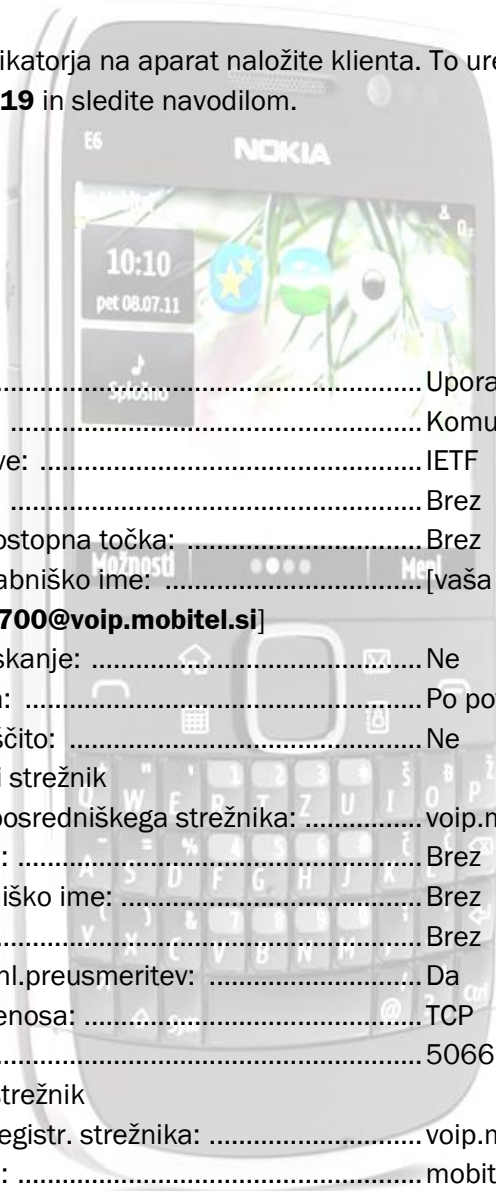 ikatorja na aparat naložite klienta. To ure
19 in sledite navodilom.
E6
NOKIA
10:10
pet 08.07.11
Splošno
................Upora
................Komu
ve: ................IETF
................Brez
ostopna točka: ................Brez
Možnosti Meni
abniško ime: ................[vaša
700@voip.mobitel.si]
skanje: ................Ne
: ................Po po
ščito: ................Ne
i strežnik
posredniškega strežnika: ................voip.m
: ................Brez
iško ime: ................Brez
................Brez
nl.preusmeritev: ................Da
enosa: ................TCP
................5066
strežnik
egistr. strežnika: ................voip.m
: ................mobit